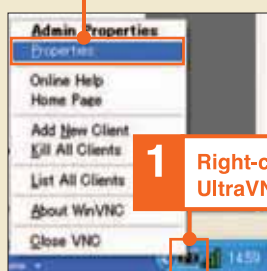 Admin Properties
Properties
Online Help
Home Page
Add New Client
Kill All Clients
List All Clients
About WinVNC
Close VNC
1
Right-c
UltraVN
14:59